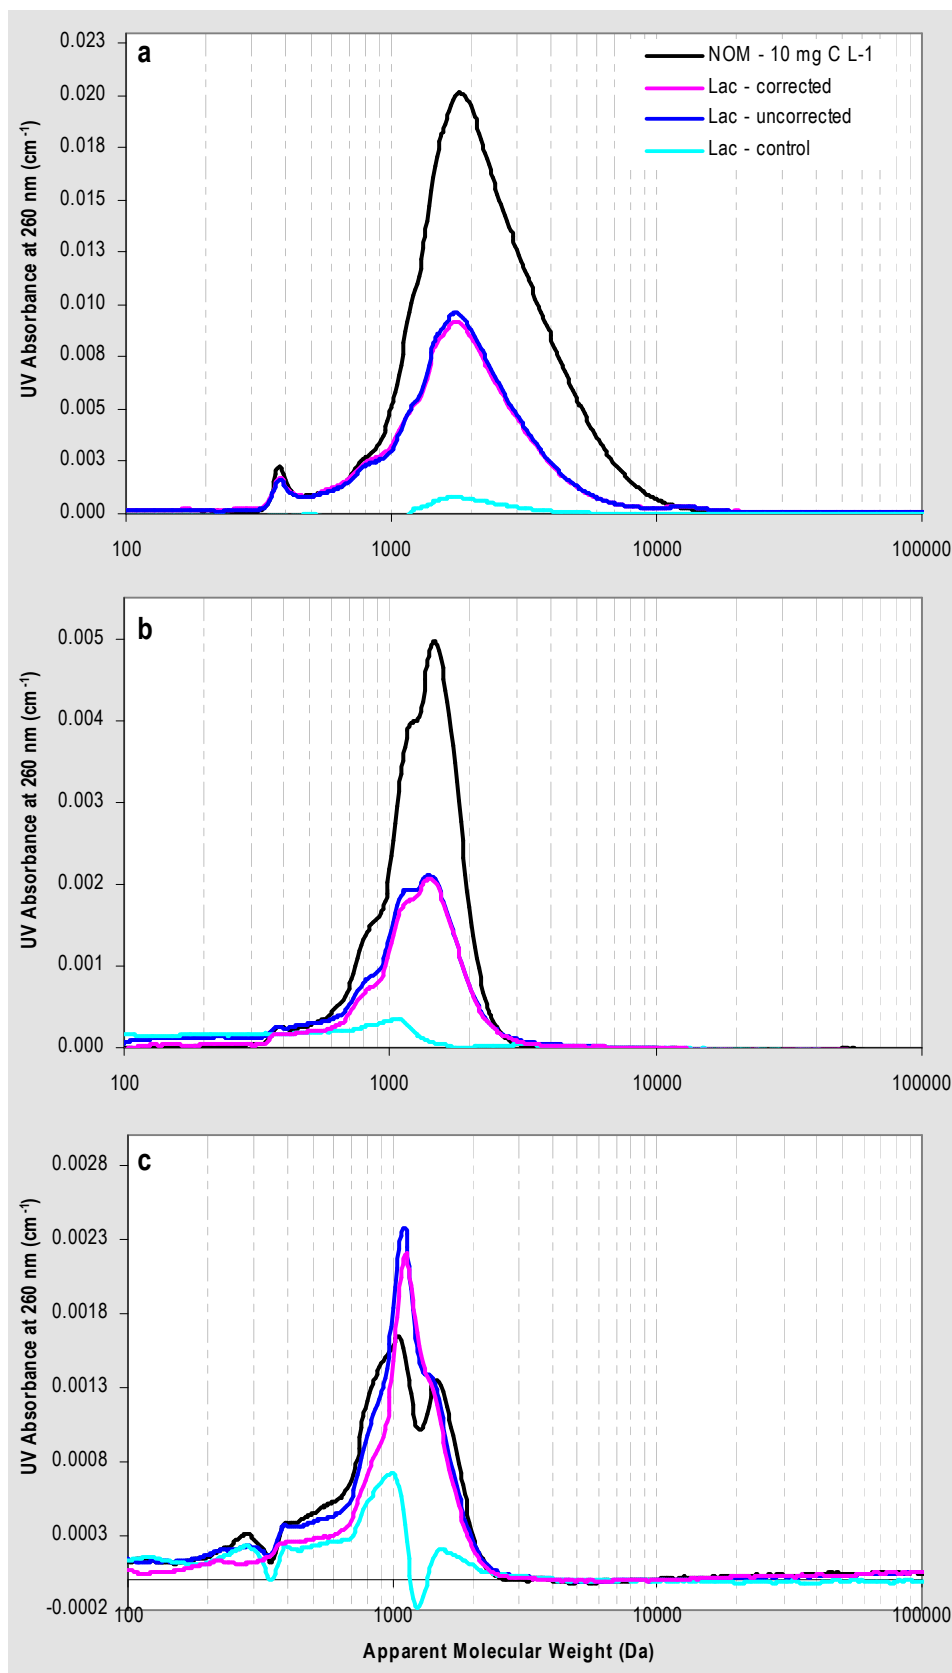 a
NOM - 10 mg C L-1
Lac - corrected
Lac - uncorrected
Lac - control
UV Absorbance at 260 nm (cm-1)
0.023
0.020
0.018
0.015
0.013
0.010
0.008
0.005
0.003
0.000
100 1000 10000 100000
b
UV Absorbance at 260 nm (cm-1)
0.005
0.004
0.003
0.002
0.001
0.000
100 1000 10000 100000
c
UV Absorbance at 260 nm (cm-1)
0.0028
0.0023
0.0018
0.0013
0.0008
0.0003
-0.0002
100 1000 10000 100000
Apparent Molecular Weight (Da)